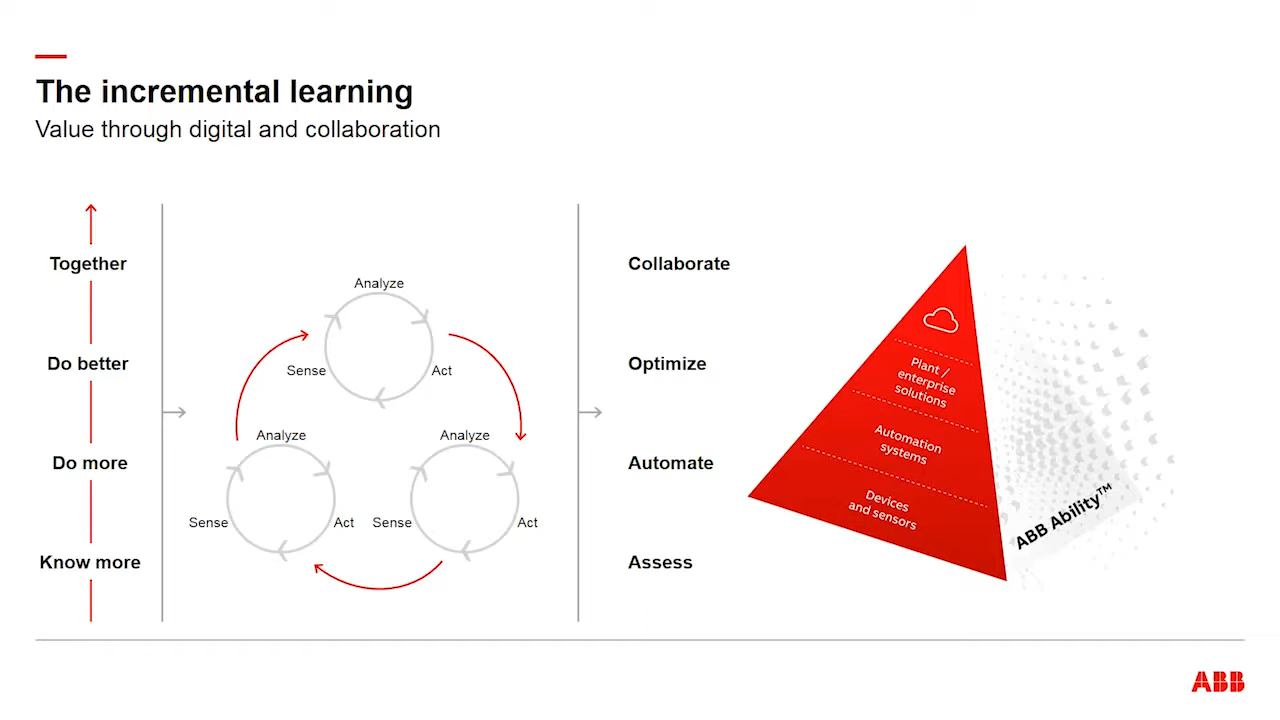 The incremental learning
Value through digital and collaboration
Together
Do better
Do more
Know more
Analyze
Sense
Act
Analyze
Sense
Act
Analyze
Sense
Act
Collaborate
Optimize
Automate
Assess
Plant /
enterprise
solutions
Automation
systems
Devices
and sensors
ABB Ability™
ABB